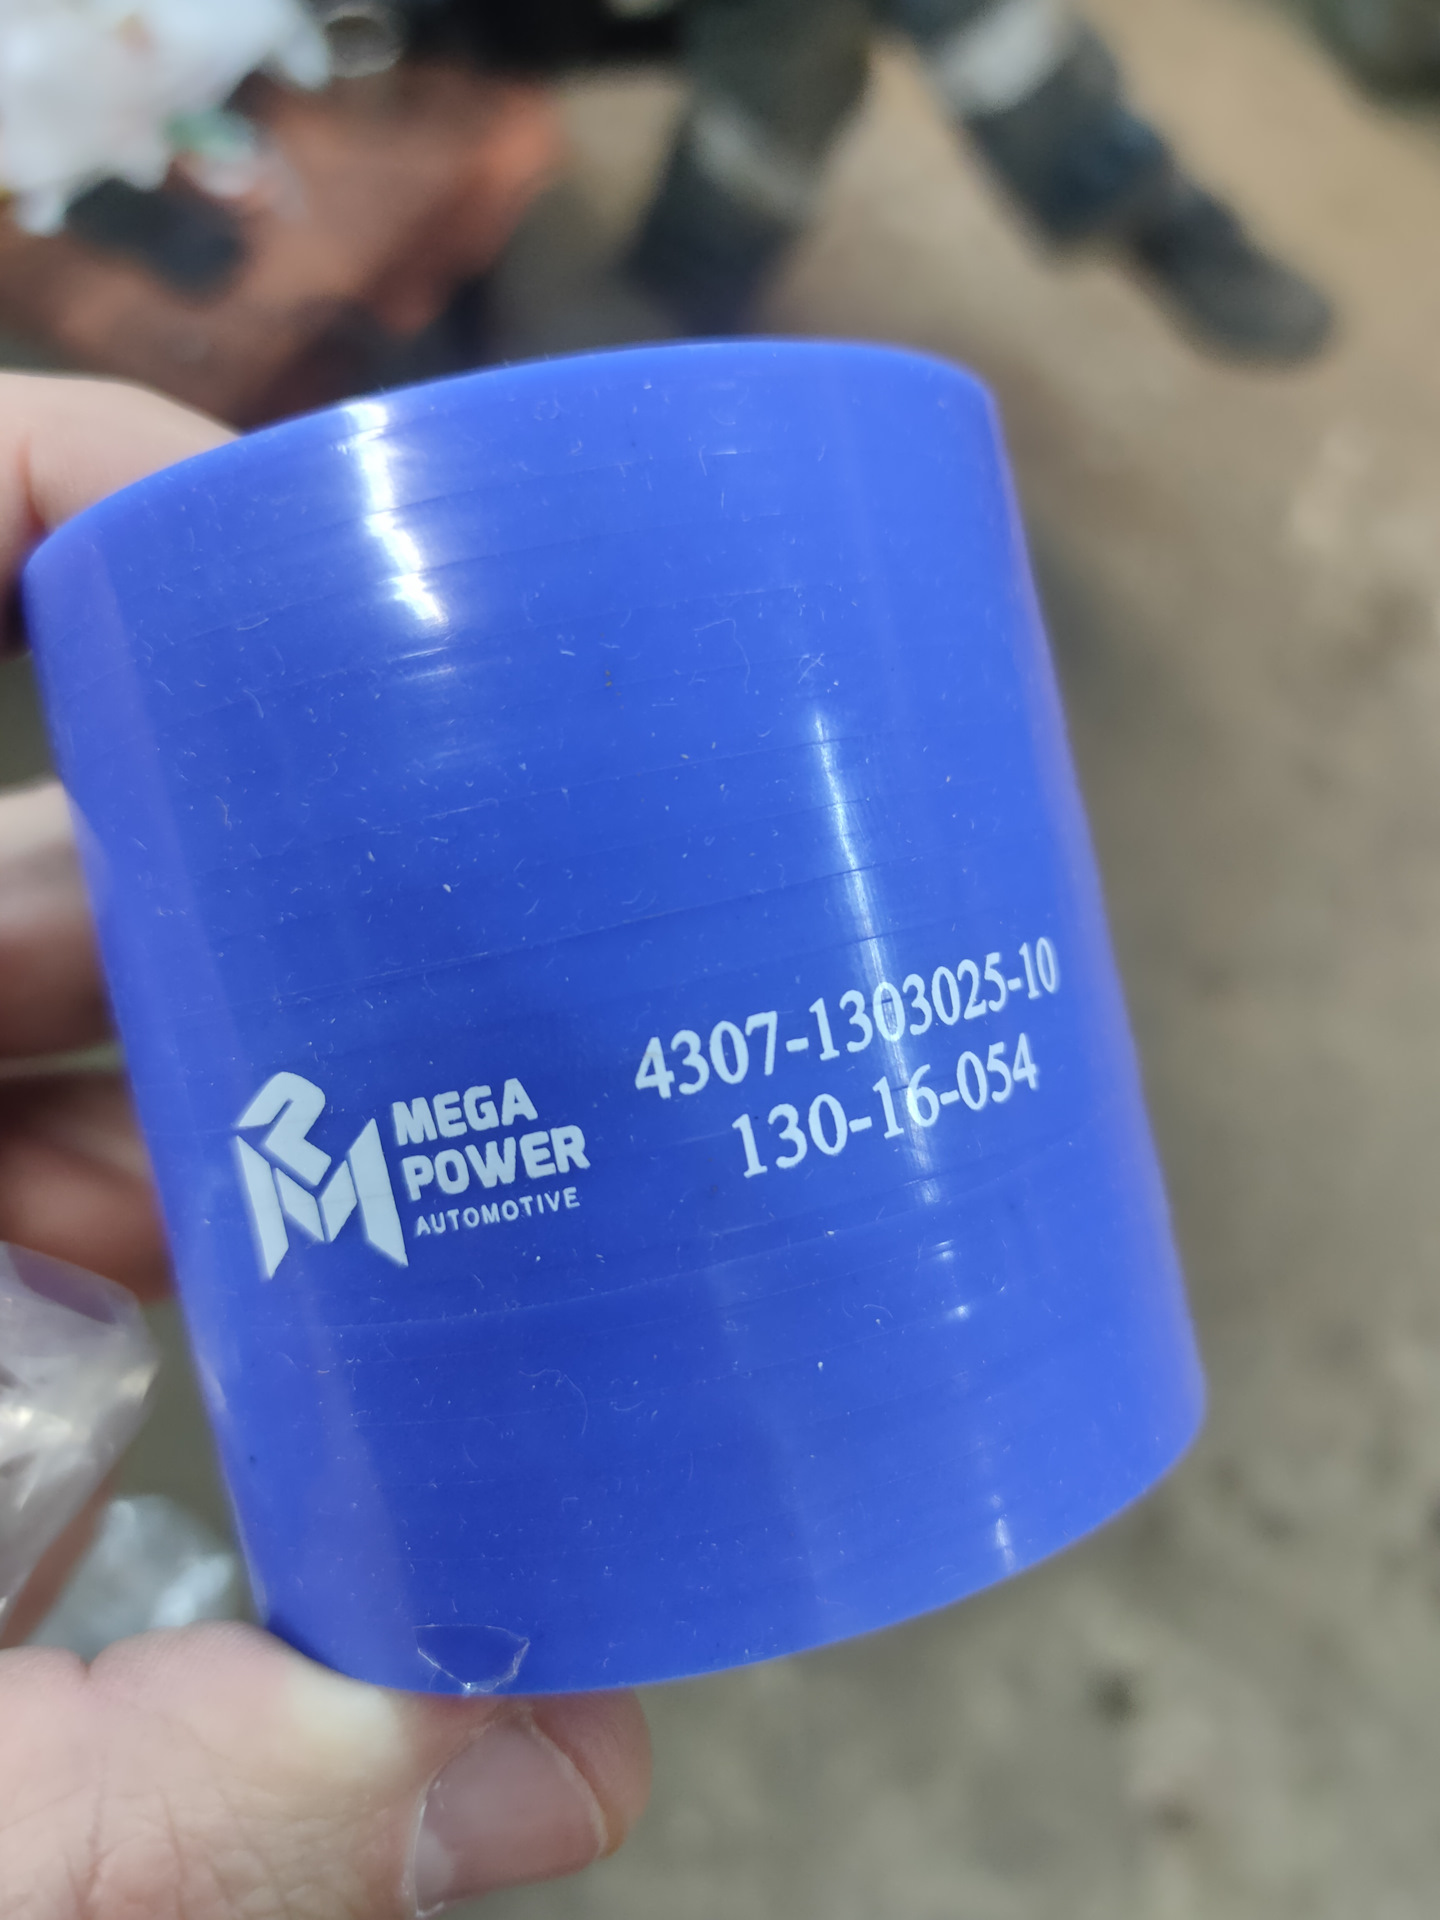 MEGA
POWER
AUTOMOTIVE
4307-1303025-10
130-16-054